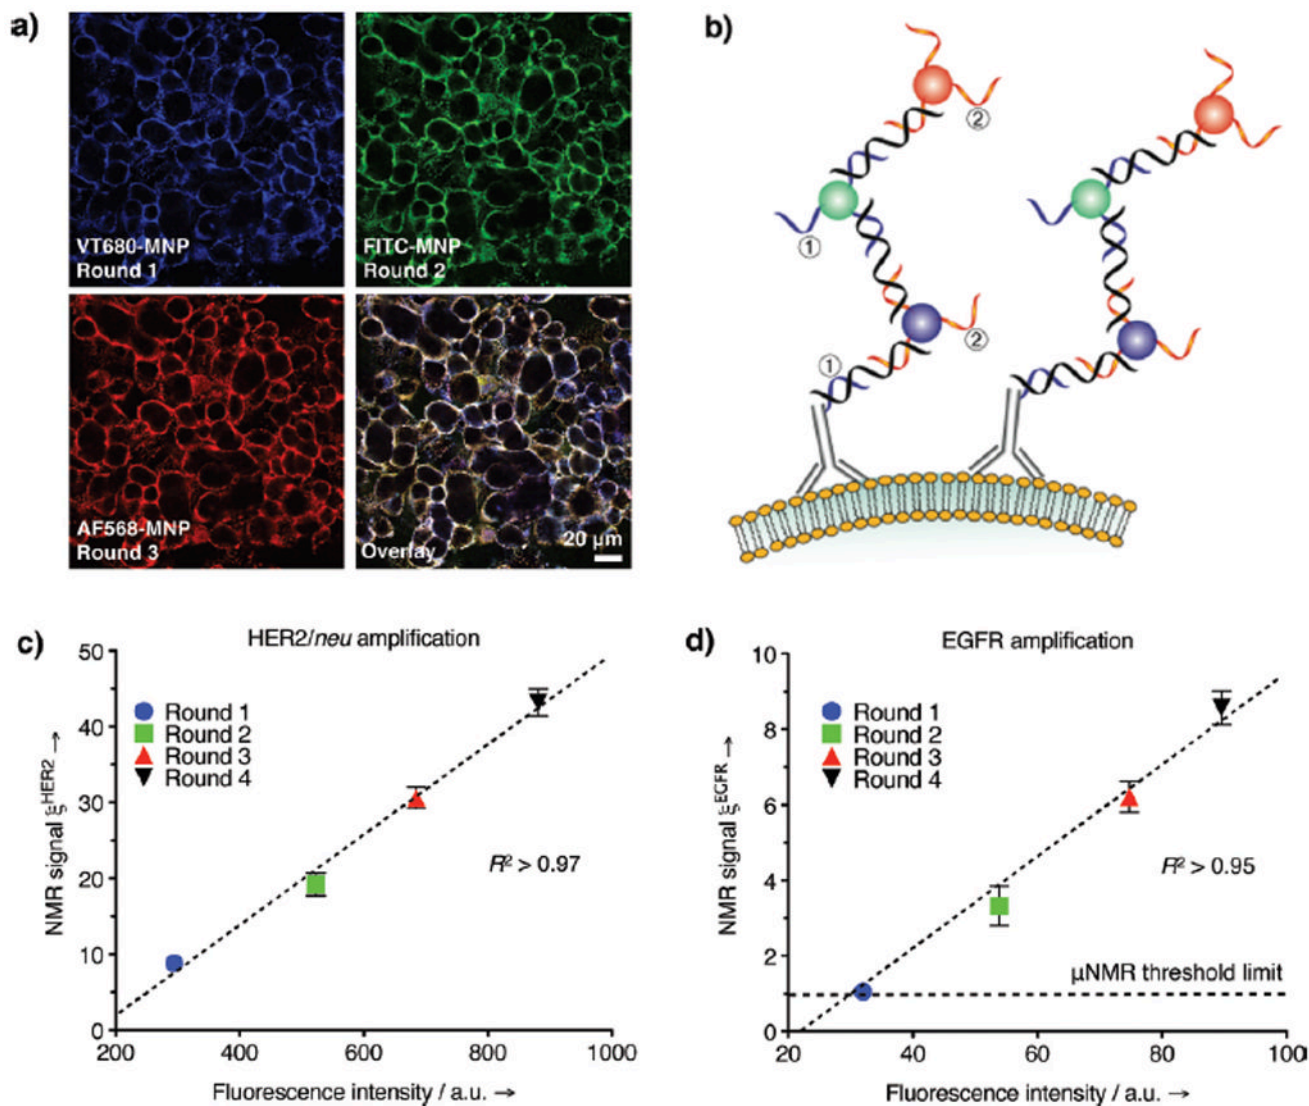 a)
VT680-MNP
Round 1
FITC-MNP
Round 2
AF568-MNP
Round 3
Overlay
20 µm
b)
②
①
②
①
c)
HER2/neu amplification
50
40
30
20
10
0
NMR signal ξ^HER2 →
Round 1
Round 2
Round 3
Round 4
R² > 0.97
200 400 600 800 1000
Fluorescence intensity / a.u. →
d)
EGFR amplification
10
8
6
4
2
0
NMR signal ξ^EGFR →
Round 1
Round 2
Round 3
Round 4
R² > 0.95
µNMR threshold limit
20 40 60 80 100
Fluorescence intensity / a.u. →